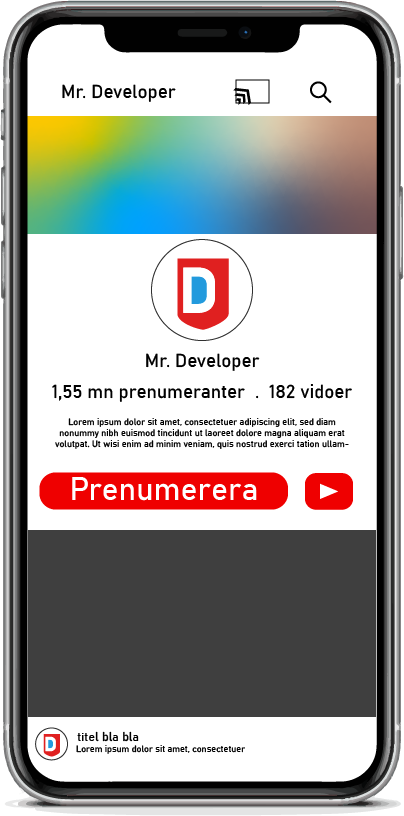 Mr. Developer
D
Mr. Developer
1,55 mn prenumeranter . 182 vidoer
Lorem ipsum dolor sit amet, consectetuer adipiscing elit, sed diam
nonummy nibh euismod tincidunt ut laoreet dolore magna aliquam erat
volutpat. Ut wisi enim ad minim veniam, quis nostrud exerci tation ullam-
Prenumerera
D
titel bla bla
Lorem ipsum dolor sit amet, consectetuer